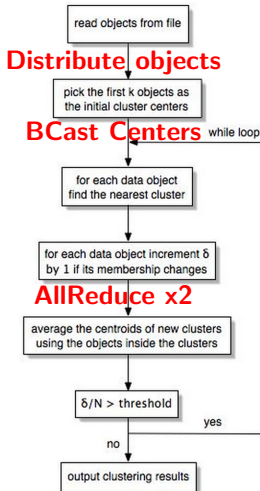 read objects from file
Distribute objects
pick the first k objects as
the initial cluster centers
BCast Centers
while loop
for each data object
find the nearest cluster
for each data object increment δ
by 1 if its membership changes
AllReduce x2
average the centroids of new clusters
using the objects inside the clusters
δ/N > threshold
yes
no
output clustering results